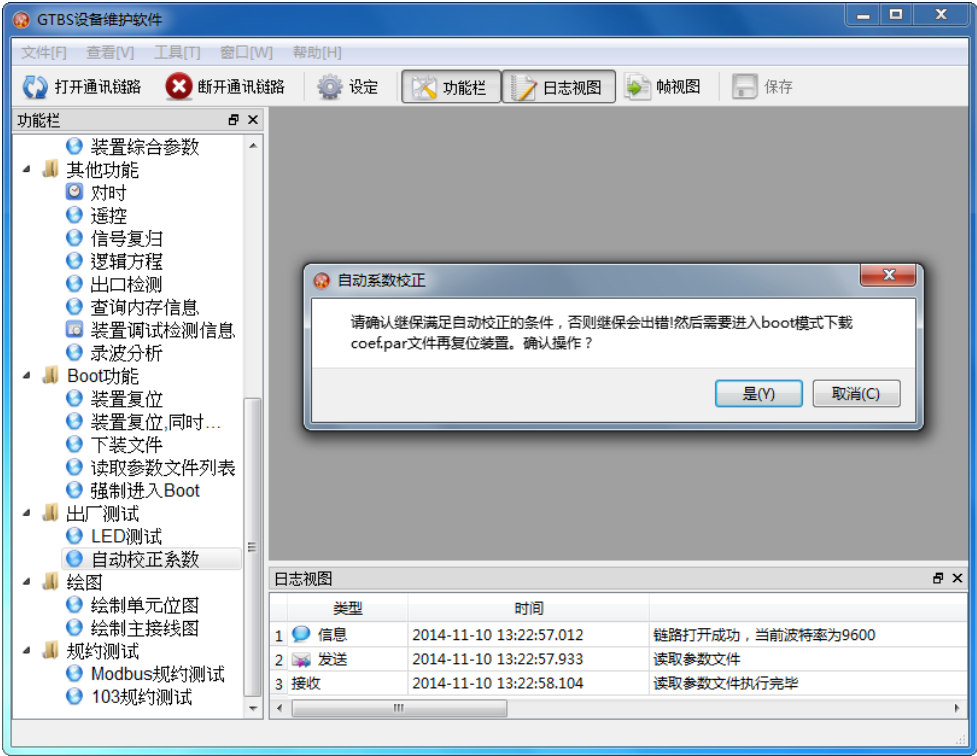 GTBS设备维护软件
文件[F] 查看[V] 工具[T] 窗口[W] 帮助[H]
打开通讯链路 断开通讯链路 设定 功能栏 日志视图 帧视图 保存
功能栏
装置综合参数
其他功能
对时
遥控
信号复归
逻辑方程
出口检测
查询内存信息
装置调试检测信息
录波分析
Boot功能
装置复位
装置复位,同时...
下装文件
读取参数文件列表
强制进入Boot
出厂测试
LED测试
自动校正系数
绘图
绘制单元位图
绘制主接线图
规约测试
Modbus规约测试
103规约测试
自动系数校正
请确认继保满足自动校正的条件，否则继保会出错!然后需要进入boot模式下载
coef.par文件再复位装置。确认操作？
是(Y) 取消(C)
日志视图
类型 时间
1 信息 2014-11-10 13:22:57.012 链路打开成功，当前波特率为9600
2 发送 2014-11-10 13:22:57.933 读取参数文件
3 接收 2014-11-10 13:22:58.104 读取参数文件执行完毕